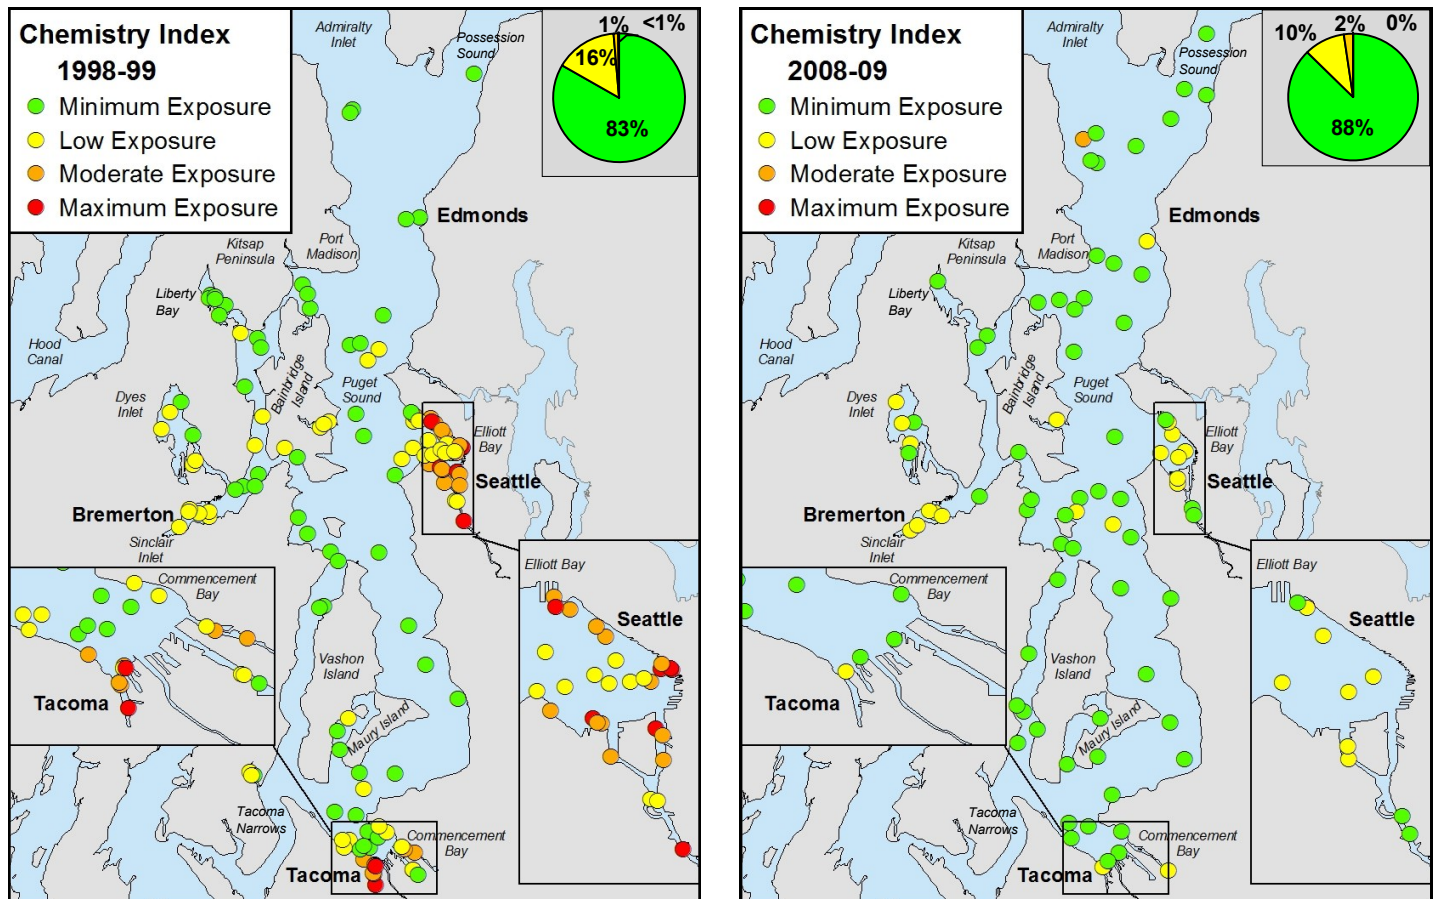 Chemistry Index
1998-99
Minimum Exposure
Low Exposure
Moderate Exposure
Maximum Exposure
Admiralty
Inlet
Possession
Sound
1%
<1%
16%
83%
Edmonds
Kitsap
Peninsula
Port
Madison
Liberty
Bay
Hood
Canal
Bainbridge
Island
Dyes
Inlet
Puget
Sound
Elliott
Bay
Seattle
Bremerton
Sinclair
Inlet
Commencement
Bay
Tacoma
Elliott Bay
Seattle
Vashon
Island
Maury Island
Tacoma
Narrows
Commencement
Bay
Tacoma
Chemistry Index
2008-09
Minimum Exposure
Low Exposure
Moderate Exposure
Maximum Exposure
Admiralty
Inlet
Possession
Sound
10%
2%
0%
88%
Edmonds
Kitsap
Peninsula
Port
Madison
Liberty
Bay
Hood
Canal
Bainbridge
Island
Dyes
Inlet
Puget
Sound
Elliott
Bay
Seattle
Bremerton
Sinclair
Inlet
Commencement
Bay
Tacoma
Elliott Bay
Seattle
Vashon
Island
Maury Island
Tacoma
Narrows
Commencement
Bay
Tacoma